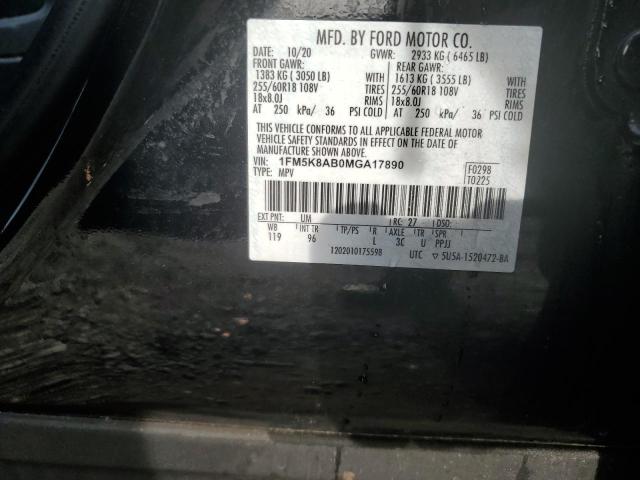 MFD. BY FORD MOTOR CO.
DATE: 10/20 GVWR: 2933 KG ( 6465 LB)
FRONT GAWR: REAR GAWR:
1383 KG ( 3050 LB) 1613 KG ( 3555 LB)
255/60R18 108V TIRES 255/60R18 108V TIRES
18x8.0J RIMS 18x8.0J RIMS
AT 250 kPa/ 36 PSI COLD AT 250 kPa/ 36 PSI COLD
THIS VEHICLE CONFORMS TO ALL APPLICABLE FEDERAL MOTOR
VEHICLE SAFETY AND BUMPER STANDARDS IN EFFECT ON THE DATE OF
MANUFACTURE SHOWN ABOVE.
VIN: 1FM5K8AB0MGA17890 F0298
TYPE: MPV T0225
EXT PNT: UM RC: 27 DSO:
WB INT TR TP/PS R AXLE TR SPR
119 96 L 3C U PPJJ
1202010175598 UTC ▽ 5U5A-1520472-BA